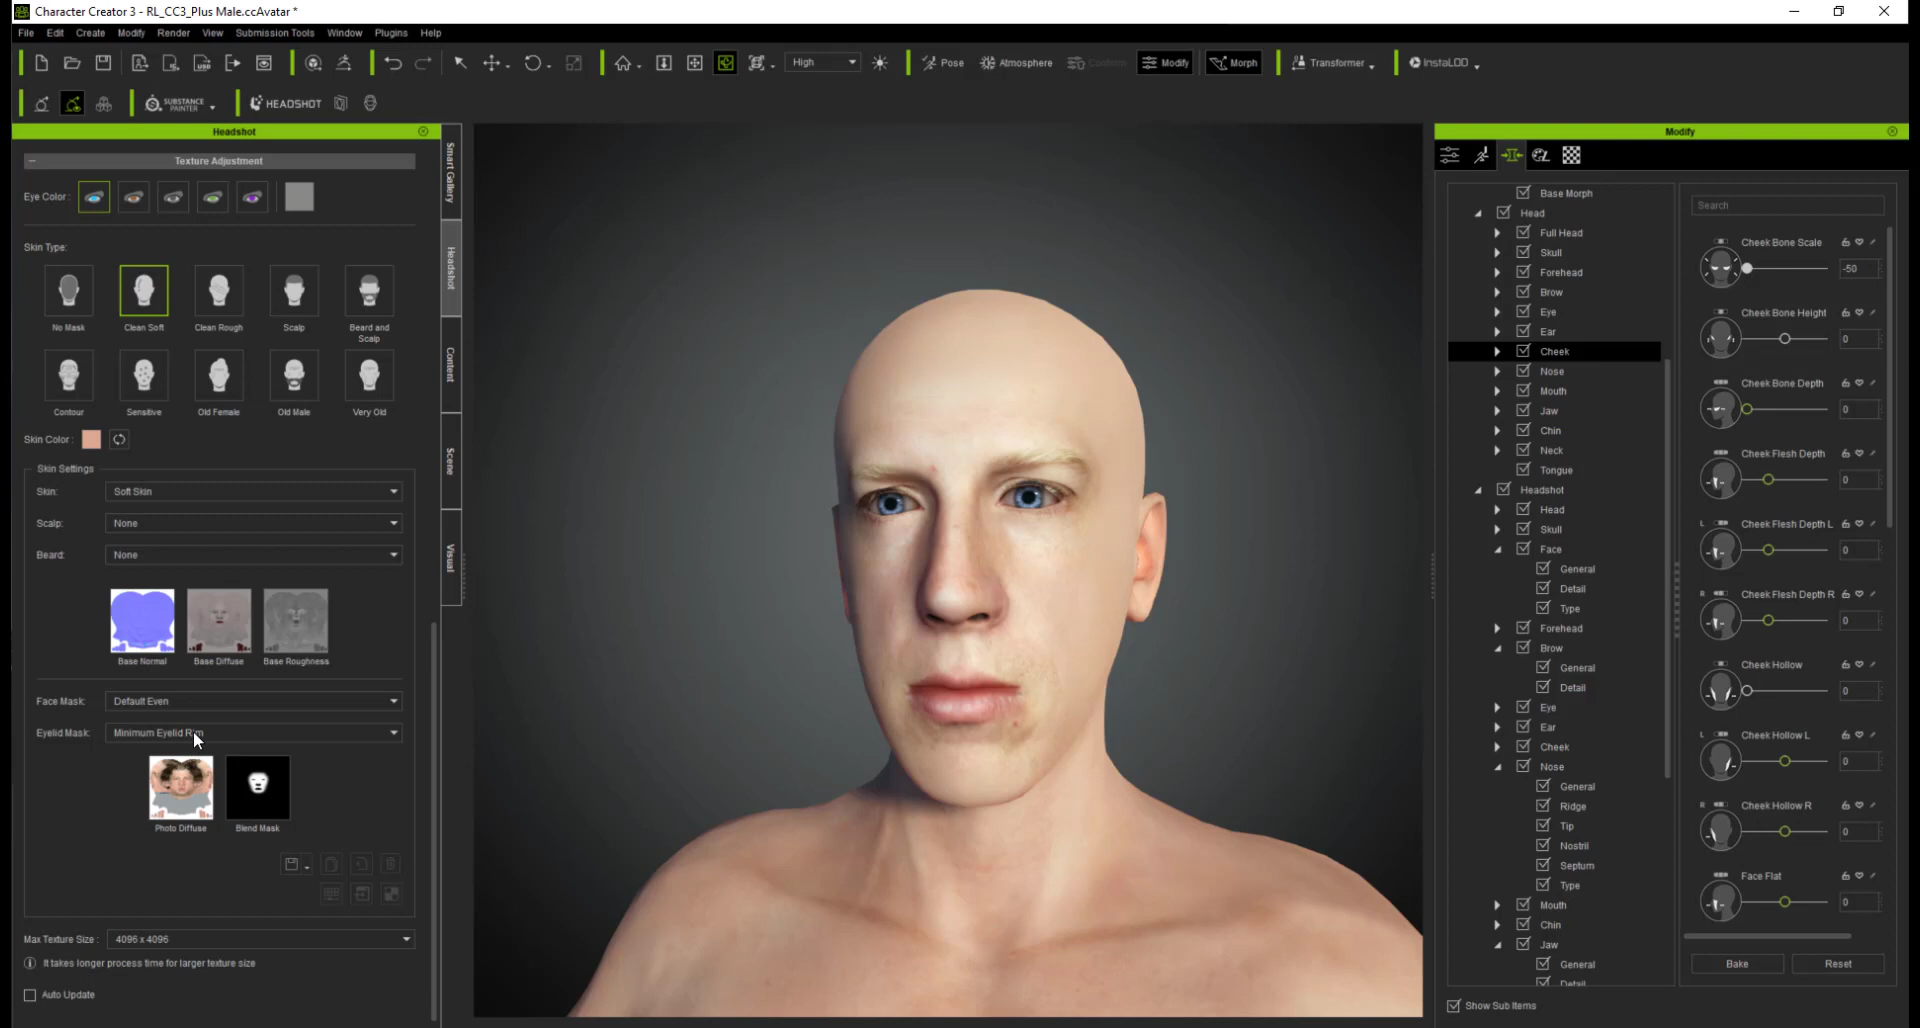 Character Creator 3 - RL_CC3_Plus Male.ccAvatar *
File Edit Create Modify Render View Submission Tools Window Plugins Help
High Pose Atmosphere Conform Modify Morph Transformer InstaLOD
SUBSTANCE PAINTER HEADSHOT
Headshot
Texture Adjustment
Eye Color :
Skin Type:
No Mask Clean Soft Clean Rough Scalp Beard and Scalp
Contour Sensitive Old Female Old Male Very Old
Skin Color :
Skin Settings
Skin: Soft Skin
Scalp: None
Beard: None
Base Normal Base Diffuse Base Roughness
Face Mask: Default Even
Eyelid Mask: Minimum Eyelid Rim
Photo Diffuse Blend Mask
Max Texture Size : 4096 x 4096
It takes longer process time for larger texture size
Auto Update
Smart Gallery
Headshot
Content
Scene
Visual
Modify
Base Morph
Head
Full Head
Skull
Forehead
Brow
Eye
Ear
Cheek
Nose
Mouth
Jaw
Chin
Neck
Tongue
Headshot
Head
Skull
Face
General
Detail
Type
Forehead
Brow
General
Detail
Eye
Ear
Cheek
Nose
General
Ridge
Tip
Nostril
Septum
Type
Mouth
Chin
Jaw
General
Detail
Show Sub Items
Search
Cheek Bone Scale
-50
Cheek Bone Height
0
Cheek Bone Depth
0
Cheek Flesh Depth
0
L Cheek Flesh Depth L
0
R Cheek Flesh Depth R
0
Cheek Hollow
0
L Cheek Hollow L
0
R Cheek Hollow R
0
Face Flat
0
Bake Reset